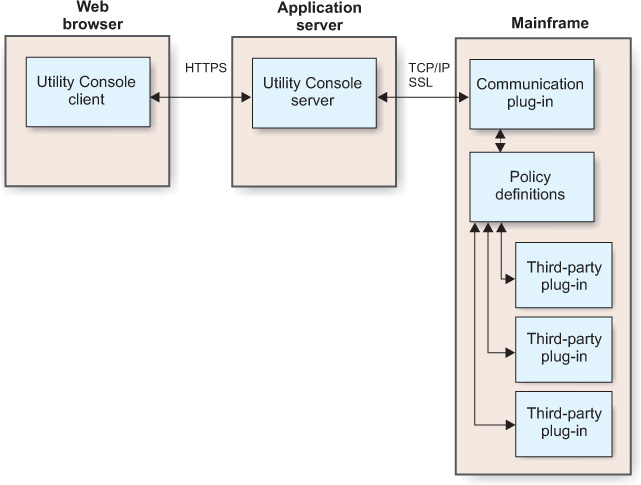 Web
browser
Application
server
Mainframe
Utility Console
client
HTTPS
Utility Console
server
TCP/IP
SSL
Communication
plug-in
Policy
definitions
Third-party
plug-in
Third-party
plug-in
Third-party
plug-in